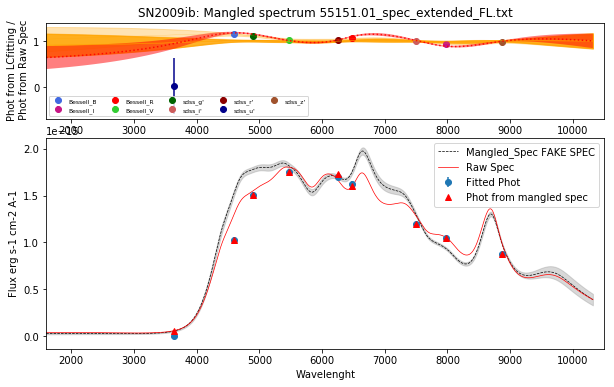 SN2009ib: Mangled spectrum 55151.01_spec_extended_FL.txt
Phot from LCfitting /
Phot from Raw Spec
1
0
Bessell_B
Bessell_R
sdss_g'
sdss_r'
sdss_z'
Bessell_I
Bessell_V
sdss_i'
sdss_u'
2000 3000 4000 5000 6000 7000 8000 9000 10000
1e-15
Flux erg s-1 cm-2 A-1
2.0
1.5
1.0
0.5
0.0
Mangled_Spec FAKE SPEC
Raw Spec
Fitted Phot
Phot from mangled spec
2000 3000 4000 5000 6000 7000 8000 9000 10000
Wavelenght